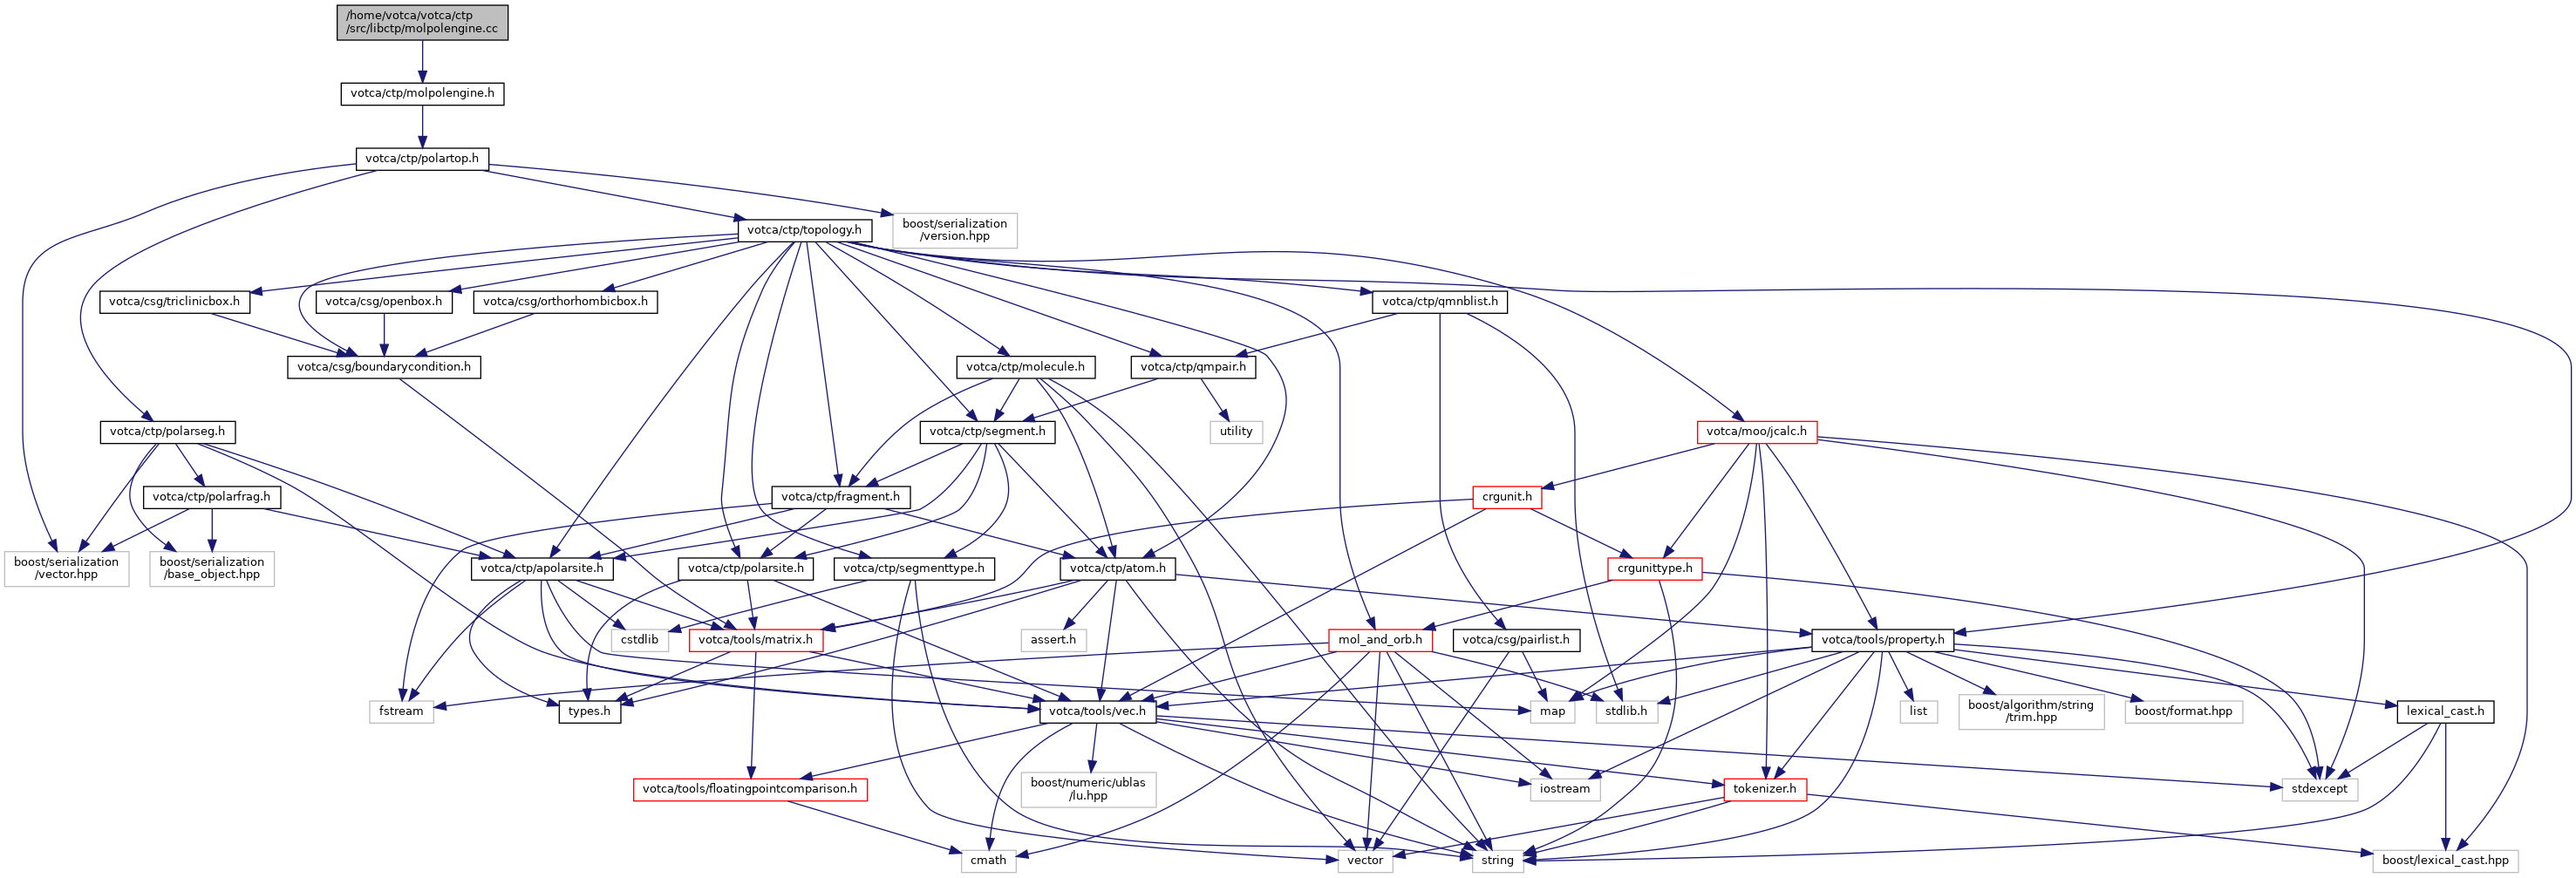 /home/votca/votca/ctp
/src/libctp/molpolengine.cc
votca/ctp/molpolengine.h
votca/ctp/polartop.h
votca/ctp/topology.h
boost/serialization
/version.hpp
votca/csg/triclinicbox.h
votca/csg/openbox.h
votca/csg/orthorhombicbox.h
votca/ctp/qmnblist.h
votca/csg/boundarycondition.h
votca/ctp/molecule.h
votca/ctp/qmpair.h
votca/ctp/polarseg.h
votca/ctp/segment.h
utility
votca/moo/jcalc.h
votca/ctp/polarfrag.h
votca/ctp/fragment.h
crgunit.h
boost/serialization
/vector.hpp
boost/serialization
/base_object.hpp
votca/ctp/apolarsite.h
votca/ctp/polarsite.h
votca/ctp/segmenttype.h
votca/ctp/atom.h
crgunittype.h
cstdlib
votca/tools/matrix.h
assert.h
mol_and_orb.h
votca/csg/pairlist.h
votca/tools/property.h
fstream
types.h
votca/tools/vec.h
map
stdlib.h
list
boost/algorithm/string
/trim.hpp
boost/format.hpp
lexical_cast.h
votca/tools/floatingpointcomparison.h
boost/numeric/ublas
/lu.hpp
iostream
tokenizer.h
stdexcept
cmath
vector
string
boost/lexical_cast.hpp